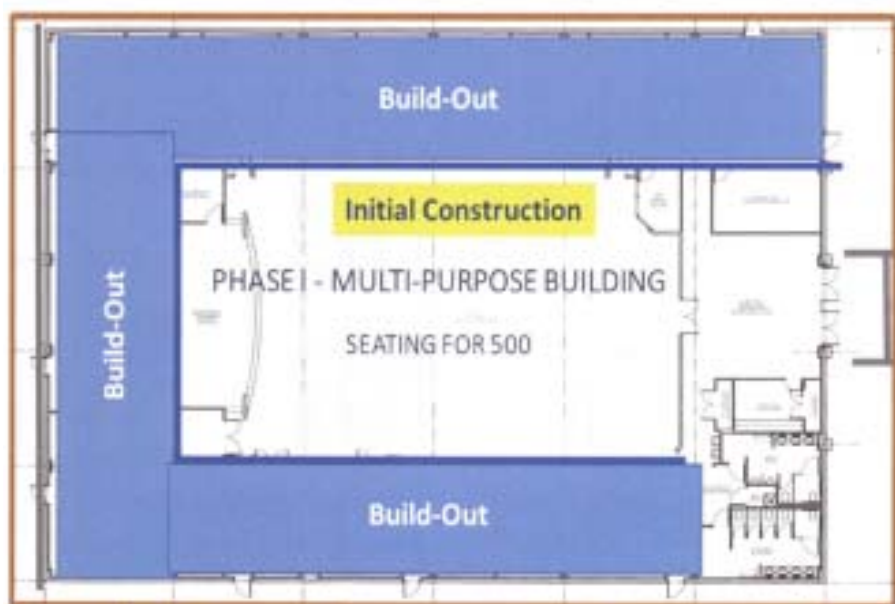 Build-Out
Initial Construction
PHASE I - MULTI-PURPOSE BUILDING
SEATING FOR 500
Build-Out
Build-Out